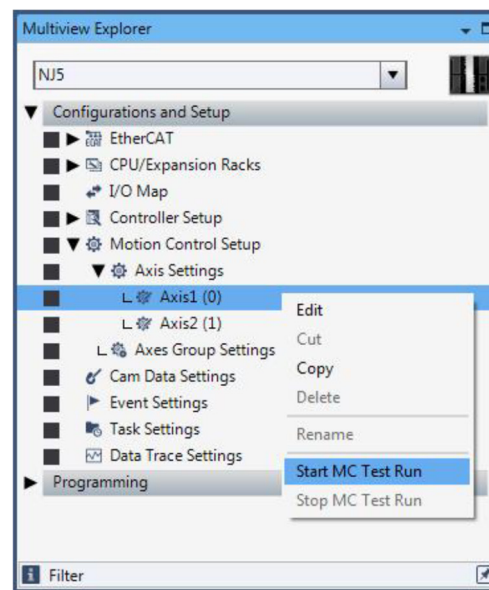 Multiview Explorer
NJ5
Configurations and Setup
EtherCAT
CPU/Expansion Racks
I/O Map
Controller Setup
Motion Control Setup
Axis Settings
Axis1 (0)
Axis2 (1)
Axes Group Settings
Cam Data Settings
Event Settings
Task Settings
Data Trace Settings
Programming
Edit
Cut
Copy
Delete
Rename
Start MC Test Run
Stop MC Test Run
Filter